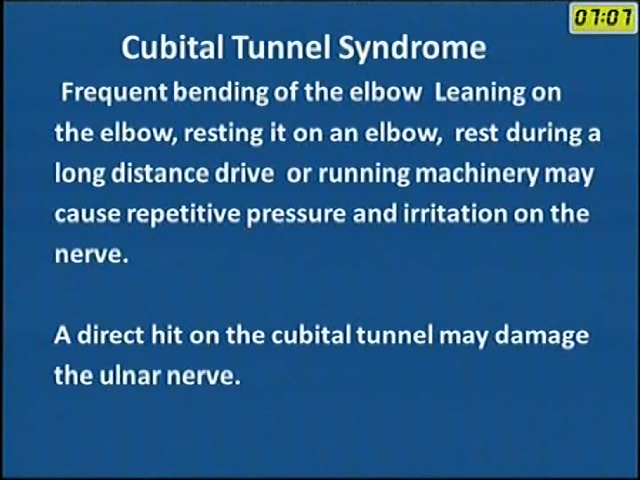 07:07
Cubital Tunnel Syndrome
Frequent bending of the elbow Leaning on
the elbow, resting it on an elbow, rest during a
long distance drive or running machinery may
cause repetitive pressure and irritation on the
nerve.
A direct hit on the cubital tunnel may damage
the ulnar nerve.